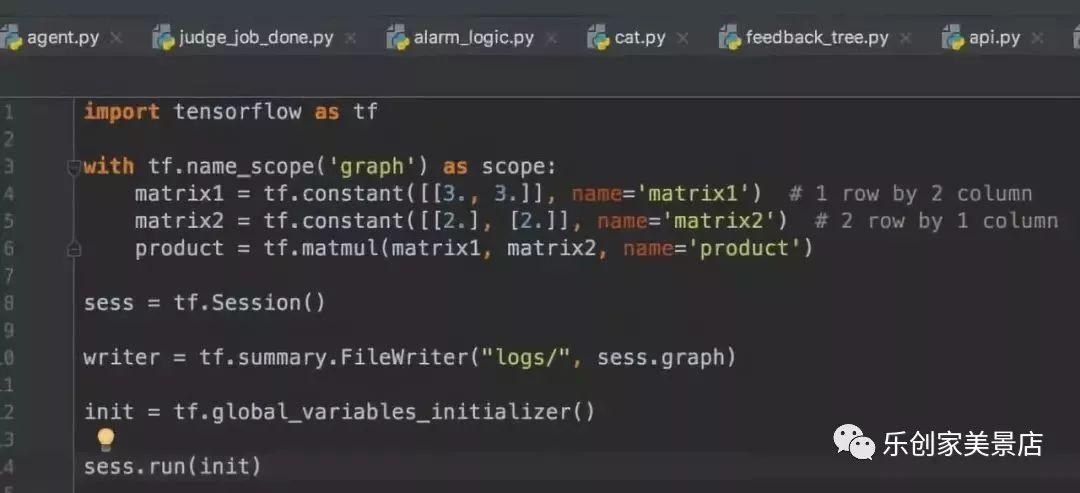 agent.py judge_job_done.py alarm_logic.py cat.py feedback_tree.py api.py
1 import tensorflow as tf
2
3 with tf.name_scope('graph') as scope:
4 matrix1 = tf.constant([[3., 3.]], name='matrix1') # 1 row by 2 column
5 matrix2 = tf.constant([[2.], [2.]], name='matrix2') # 2 row by 1 column
6 product = tf.matmul(matrix1, matrix2, name='product')
7
8 sess = tf.Session()
9
10 writer = tf.summary.FileWriter("logs/", sess.graph)
11
12 init = tf.global_variables_initializer()
13
14 sess.run(init)
乐创家美景店